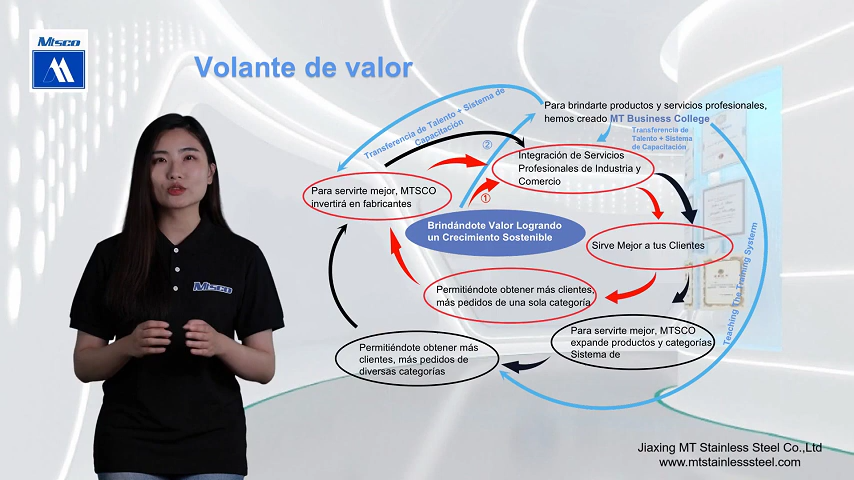 Mtsco
Volante de valor
Para brindarte productos y servicios profesionales,
hemos creado MT Business College
Transferencia de Talento + Sistema de
Capacitación
Transferencia de
Talento + Sistema
de Capacitación
②
Integración de Servicios
Profesionales de Industria y
Comercio
Para servirte mejor, MTSCO
invertirá en fabricantes
①
Brindándote Valor Logrando
un Crecimiento Sostenible
Sirve Mejor a tus Clientes
Teaching The Training Systerm
Mtsco
Permitiéndote obtener más clientes,
más pedidos de una sola categoría
Para servirte mejor, MTSCO
expande productos y categorías
Sistema de
Permitiéndote obtener más
clientes, más pedidos de
diversas categorías
Jiaxing MT Stainless Steel Co.,Ltd
www.mtstainlesssteel.com